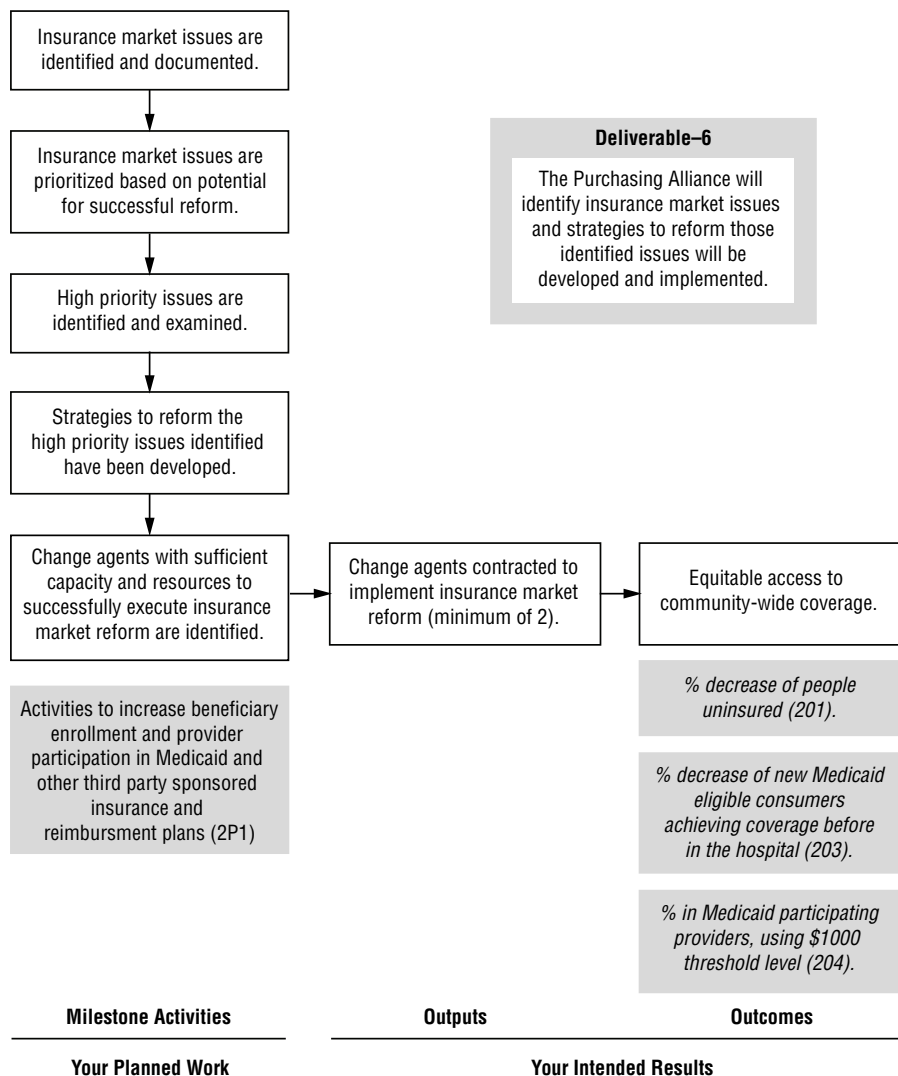 Insurance market issues are
identified and documented.
Insurance market issues are
prioritized based on potential
for successful reform.
High priority issues are
identified and examined.
Strategies to reform the
high priority issues identified
have been developed.
Change agents with sufficient
capacity and resources to
successfully execute insurance
market reform are identified.
Activities to increase beneficiary
enrollment and provider
participation in Medicaid and
other third party sponsored
insurance and
reimbursment plans (2P1)
Deliverable–6
The Purchasing Alliance will
identify insurance market issues
and strategies to reform those
identified issues will be
developed and implemented.
Change agents contracted to
implement insurance market
reform (minimum of 2).
Equitable access to
community-wide coverage.
% decrease of people
uninsured (201).
% decrease of new Medicaid
eligible consumers
achieving coverage before
in the hospital (203).
% in Medicaid participating
providers, using $1000
threshold level (204).
Milestone Activities
Outputs
Outcomes
Your Planned Work
Your Intended Results